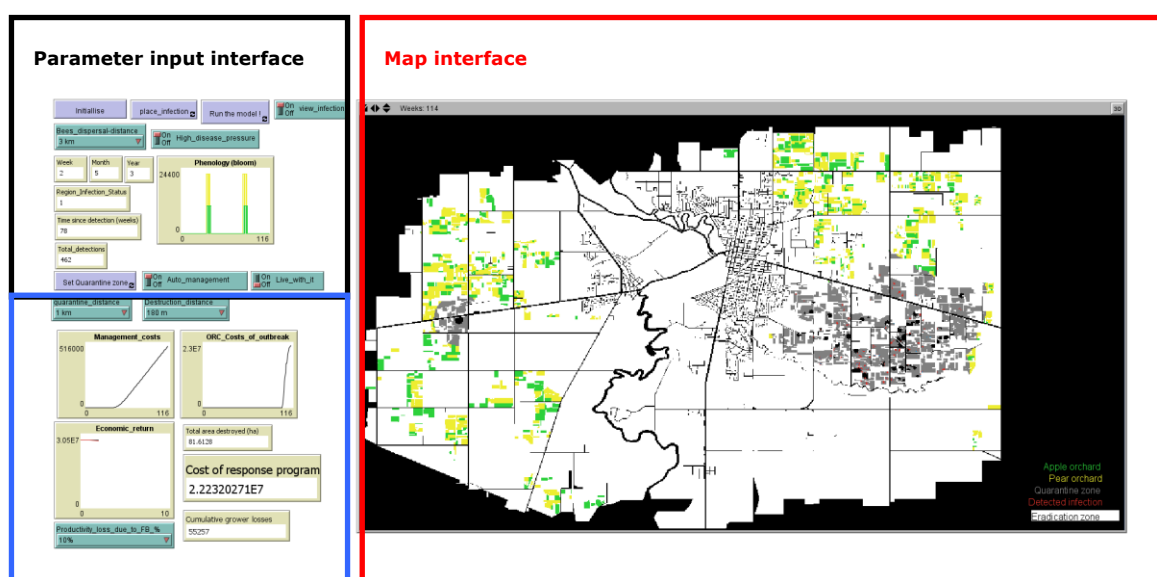 Parameter input interface
Map interface
Initiallise
place_infection
Run the model !
On
Off
view_infection
Weeks: 114
3D
Bees_dispersal-distance
3 km
On
Off
High_disease_pressure
Week
2
Month
5
Year
3
Phenology (bloom)
24400
0
0
116
Region_Infection_Status
1
Time since detection (weeks)
78
Total_detections
462
Set Quarantine zone
On
Off
Auto_management
On
Off
Live_with_it
quarantine_distance
1 km
Destruction_distance
180 m
Management_costs
516000
0
0
116
ORC_Costs_of_outbreak
2.3E7
0
0
116
Economic_return
3.05E7
0
0
10
Total area destroyed (ha)
81.6128
Cost of response program
2.22320271E7
Cumulative grower losses
55257
Productivity_loss_due_to_FB_%
10%
Apple orchard
Pear orchard
Quarantine zone
Detected infection
Eradication zone